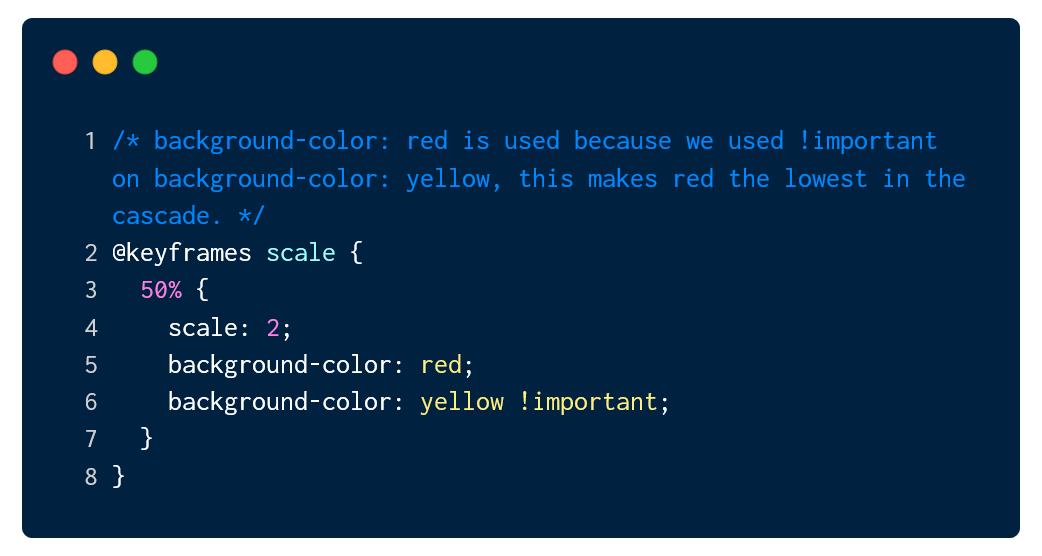 1 /* background-color: red is used because we used !important
on background-color: yellow, this makes red the lowest in the
cascade. */
2 @keyframes scale {
3   50% {
4     scale: 2;
5     background-color: red;
6     background-color: yellow !important;
7   }
8 }